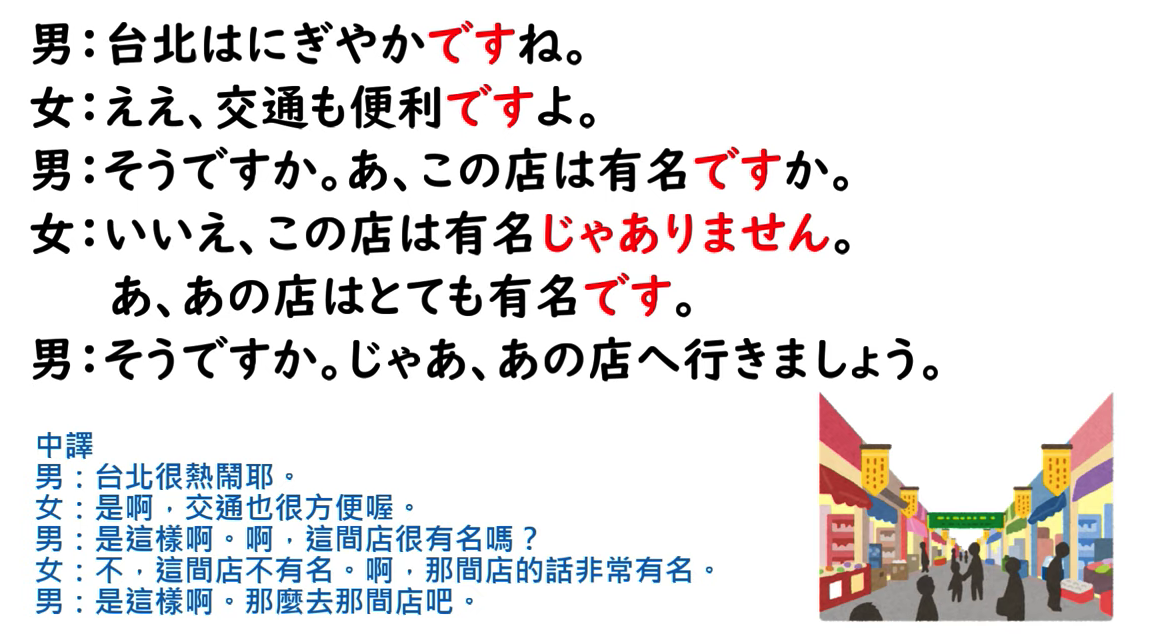 男：台北はにぎやかですね。
女：ええ、交通も便利ですよ。
男：そうですか。あ、この店は有名ですか。
女：いいえ、この店は有名じゃありません。
あ、あの店はとても有名です。
男：そうですか。じゃあ、あの店へ行きましょう。
中譯
男：台北很熱鬧耶。
女：是啊，交通也很方便喔。
男：是這樣啊。啊，這間店很有名嗎？
女：不，這間店不有名。啊，那間店的話非常有名。
男：是這樣啊。那麼去那間店吧。